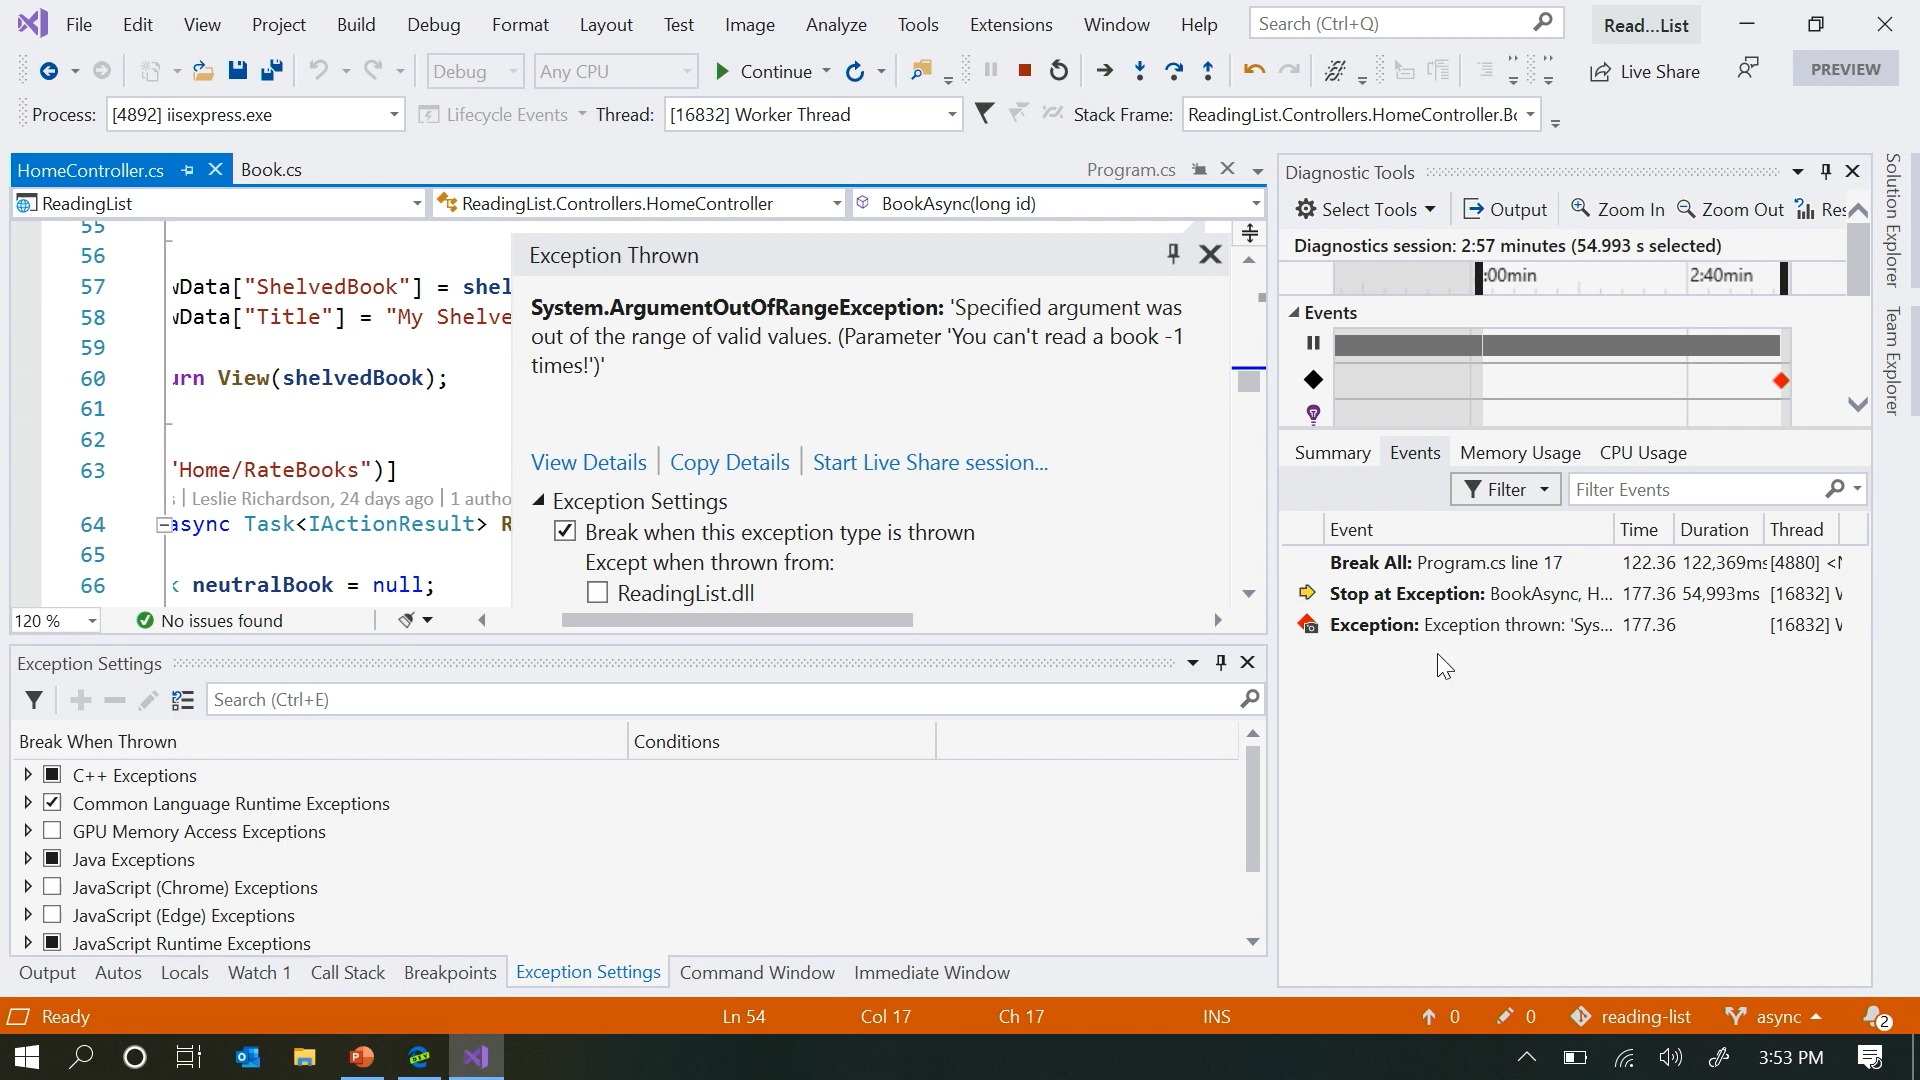 File Edit View Project Build Debug Format Layout Test Image Analyze Tools Extensions Window Help Search (Ctrl+Q) Read...List
Debug Any CPU Continue Live Share PREVIEW
Process: [4892] iisexpress.exe Lifecycle Events Thread: [16832] Worker Thread Stack Frame: ReadingList.Controllers.HomeController.Bo
HomeController.cs Book.cs Program.cs
ReadingList ReadingList.Controllers.HomeController BookAsync(long id)
55
56
57 wData["ShelvedBook"] = shel
58 wData["Title"] = "My Shelve
59
60 urn View(shelvedBook);
61
62
63 "Home/RateBooks")]
s | Leslie Richardson, 24 days ago | 1 autho
64 async Task<IActionResult> R
65
66 k neutralBook = null;
120 % No issues found
Exception Thrown
System.ArgumentOutOfRangeException: 'Specified argument was
out of the range of valid values. (Parameter 'You can't read a book -1
times!')'
View Details | Copy Details | Start Live Share session...
Exception Settings
Break when this exception type is thrown
Except when thrown from:
ReadingList.dll
Diagnostic Tools
Select Tools Output Zoom In Zoom Out Res
Diagnostics session: 2:57 minutes (54.993 s selected)
:00min 2:40min
Events
Summary Events Memory Usage CPU Usage
Filter Filter Events
Event Time Duration Thread
Break All: Program.cs line 17 122.36 122,369ms [4880] <N
Stop at Exception: BookAsync, H... 177.36 54,993ms [16832] W
Exception: Exception thrown: 'Sys... 177.36 [16832] W
Solution Explorer
Team Explorer
Exception Settings
Search (Ctrl+E)
Break When Thrown Conditions
C++ Exceptions
Common Language Runtime Exceptions
GPU Memory Access Exceptions
Java Exceptions
JavaScript (Chrome) Exceptions
JavaScript (Edge) Exceptions
JavaScript Runtime Exceptions
Output Autos Locals Watch 1 Call Stack Breakpoints Exception Settings Command Window Immediate Window
Ready Ln 54 Col 17 Ch 17 INS 0 0 reading-list async 2
DEV 3:53 PM